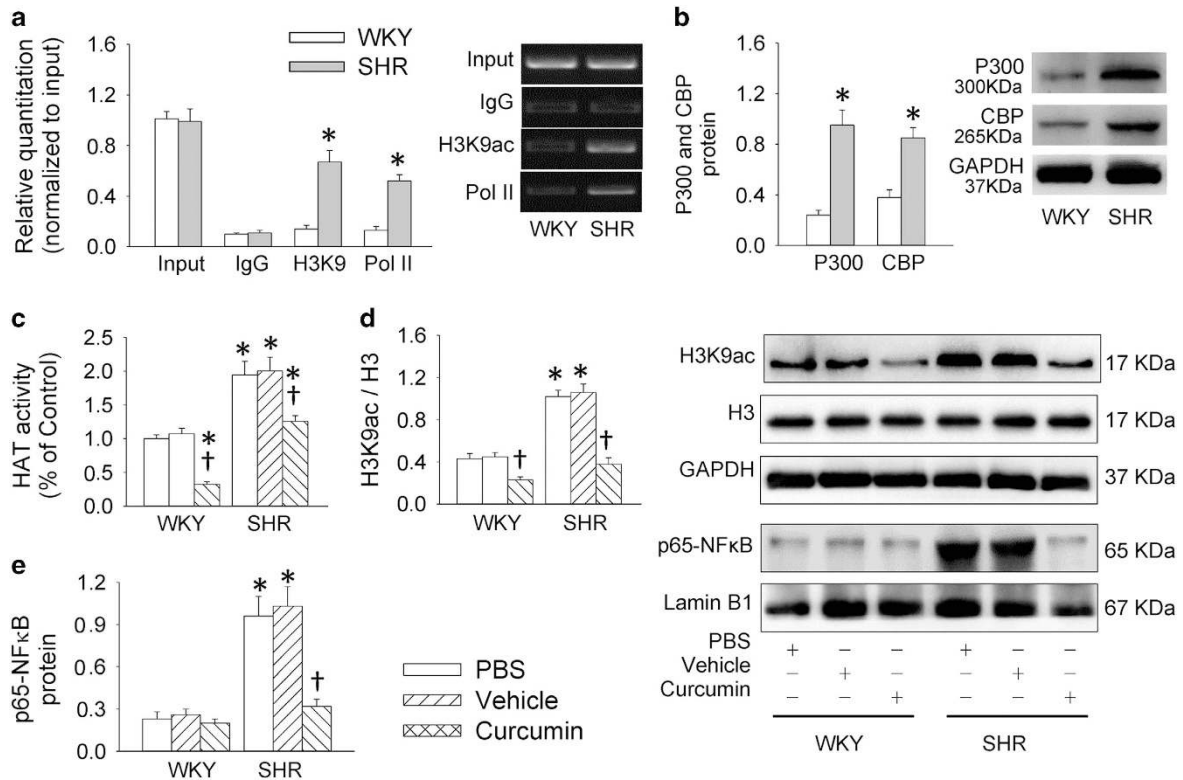 a
Relative quantitation
(normalized to input)
1.6
1.2
0.8
0.4
0.0
WKY
SHR
Input IgG H3K9 Pol II
* *
Input
IgG
H3K9ac
Pol II
WKY SHR
b
P300 and CBP
protein
1.6
1.2
0.8
0.4
0.0
* *
P300 CBP
P300
300KDa
CBP
265KDa
GAPDH
37KDa
WKY SHR
c
HAT activity
(% of Control)
2.5
2.0
1.5
1.0
0.5
0.0
* † * * * †
WKY SHR
d
H3K9ac / H3
1.6
1.2
0.8
0.4
0.0
† * * †
WKY SHR
H3K9ac 17 KDa
H3 17 KDa
GAPDH 37 KDa
p65-NFκB 65 KDa
Lamin B1 67 KDa
PBS + – – + – –
Vehicle – + – – + –
Curcumin – – + – – +
WKY SHR
e
p65-NFκB
protein
1.2
0.9
0.6
0.3
0.0
* * †
WKY SHR
PBS
Vehicle
Curcumin